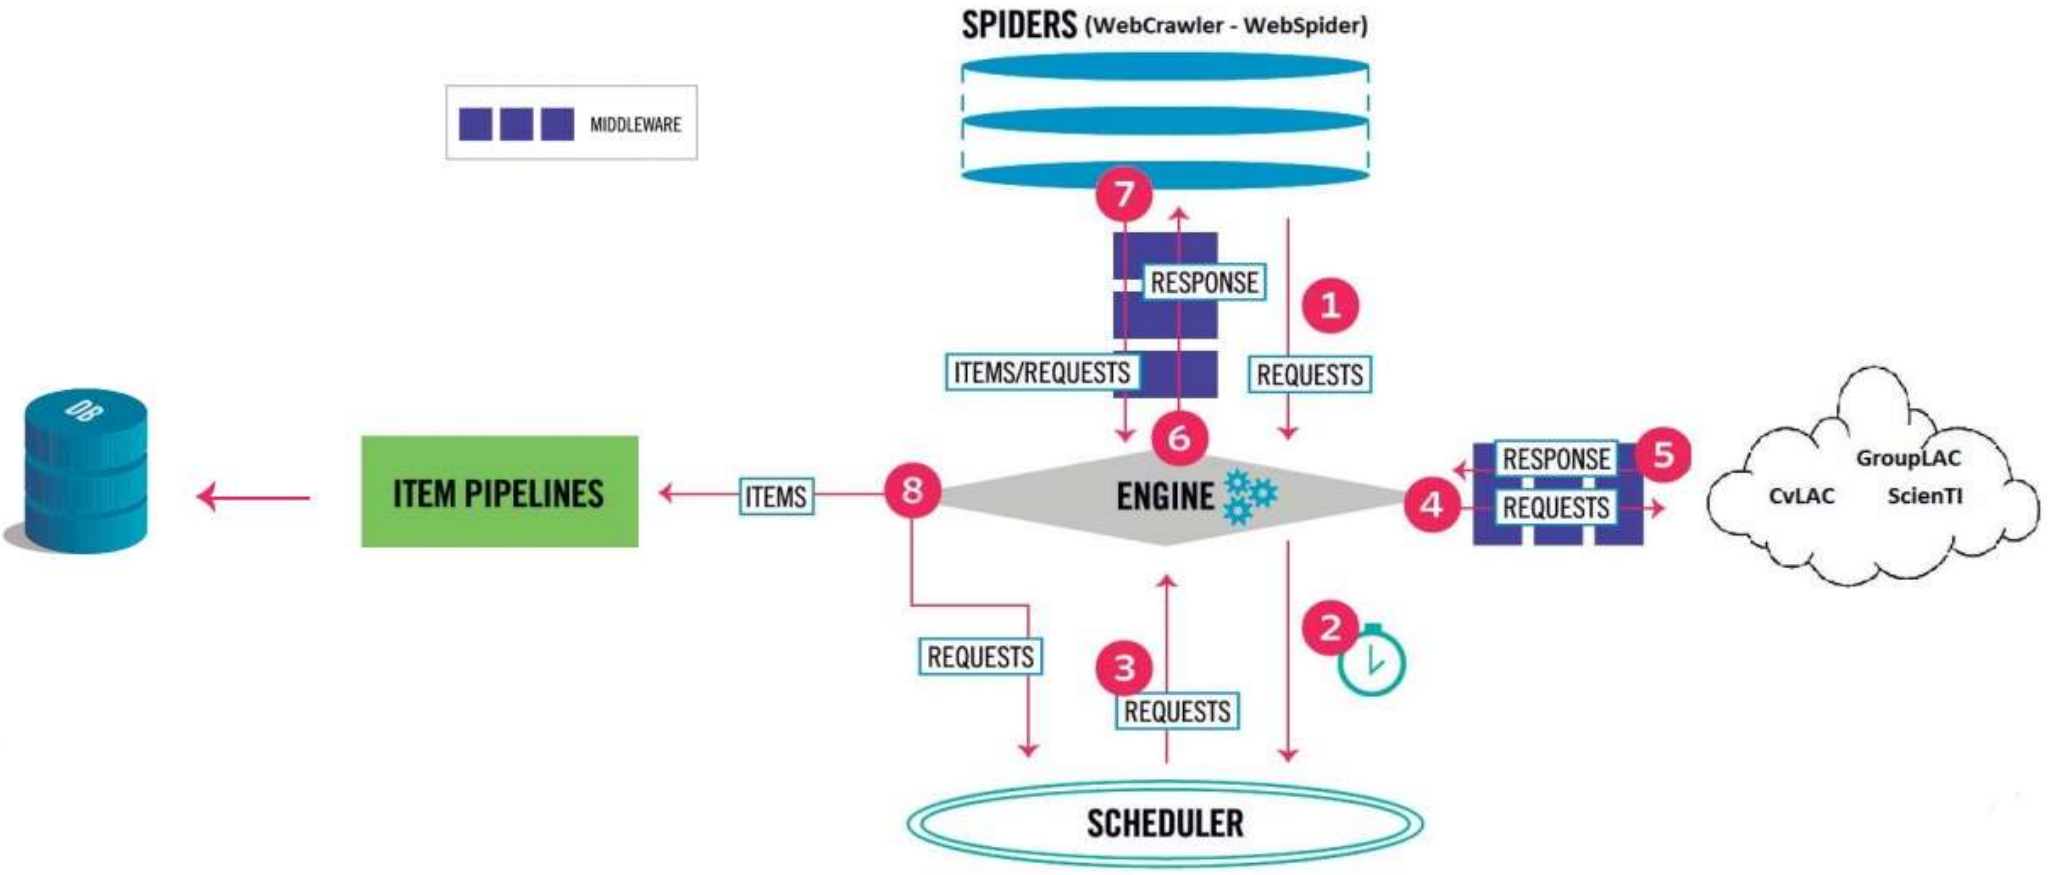 SPIDERS (WebCrawler - WebSpider)
MIDDLEWARE
7
RESPONSE
1
ITEMS/REQUESTS
REQUESTS
DB
6
5
RESPONSE
GroupLAC
CvLAC ScienTI
ITEM PIPELINES
ITEMS
8
ENGINE
4
REQUESTS
2
REQUESTS
3
REQUESTS
SCHEDULER